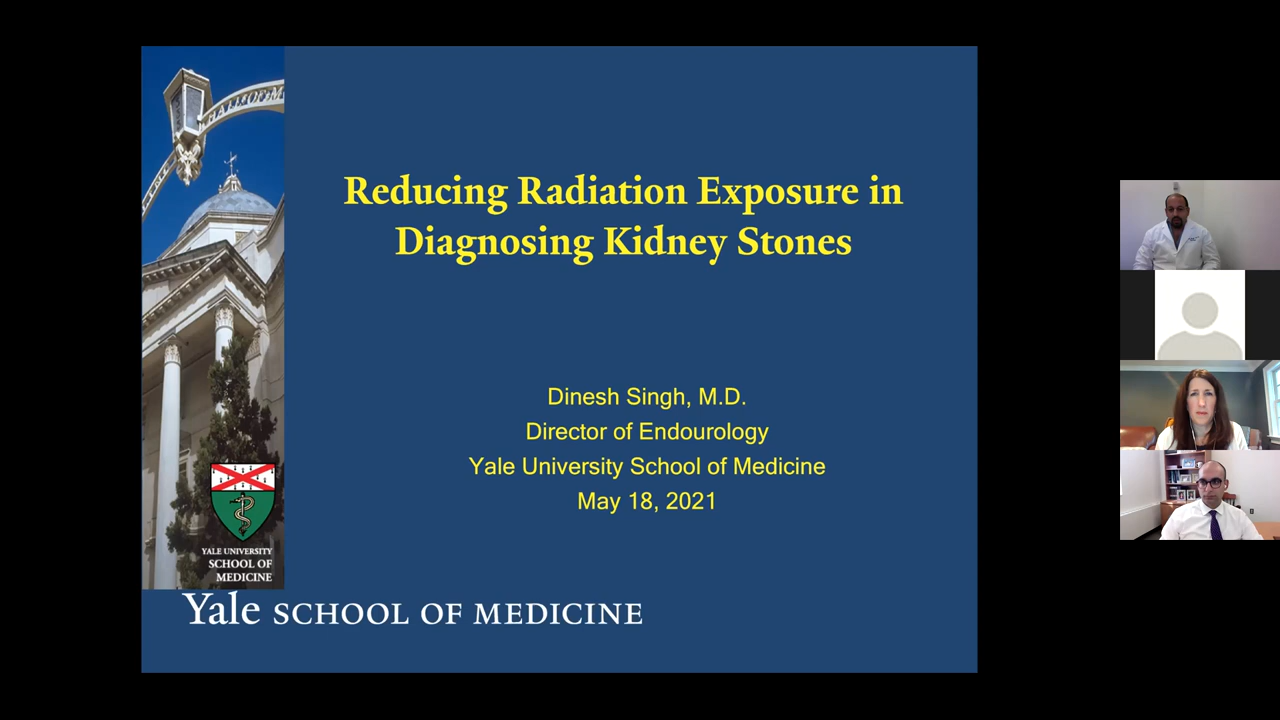 Reducing Radiation Exposure in
Diagnosing Kidney Stones
Dinesh Singh, M.D.
Director of Endourology
Yale University School of Medicine
May 18, 2021
YALE UNIVERSITY
SCHOOL OF
MEDICINE
Yale SCHOOL OF MEDICINE